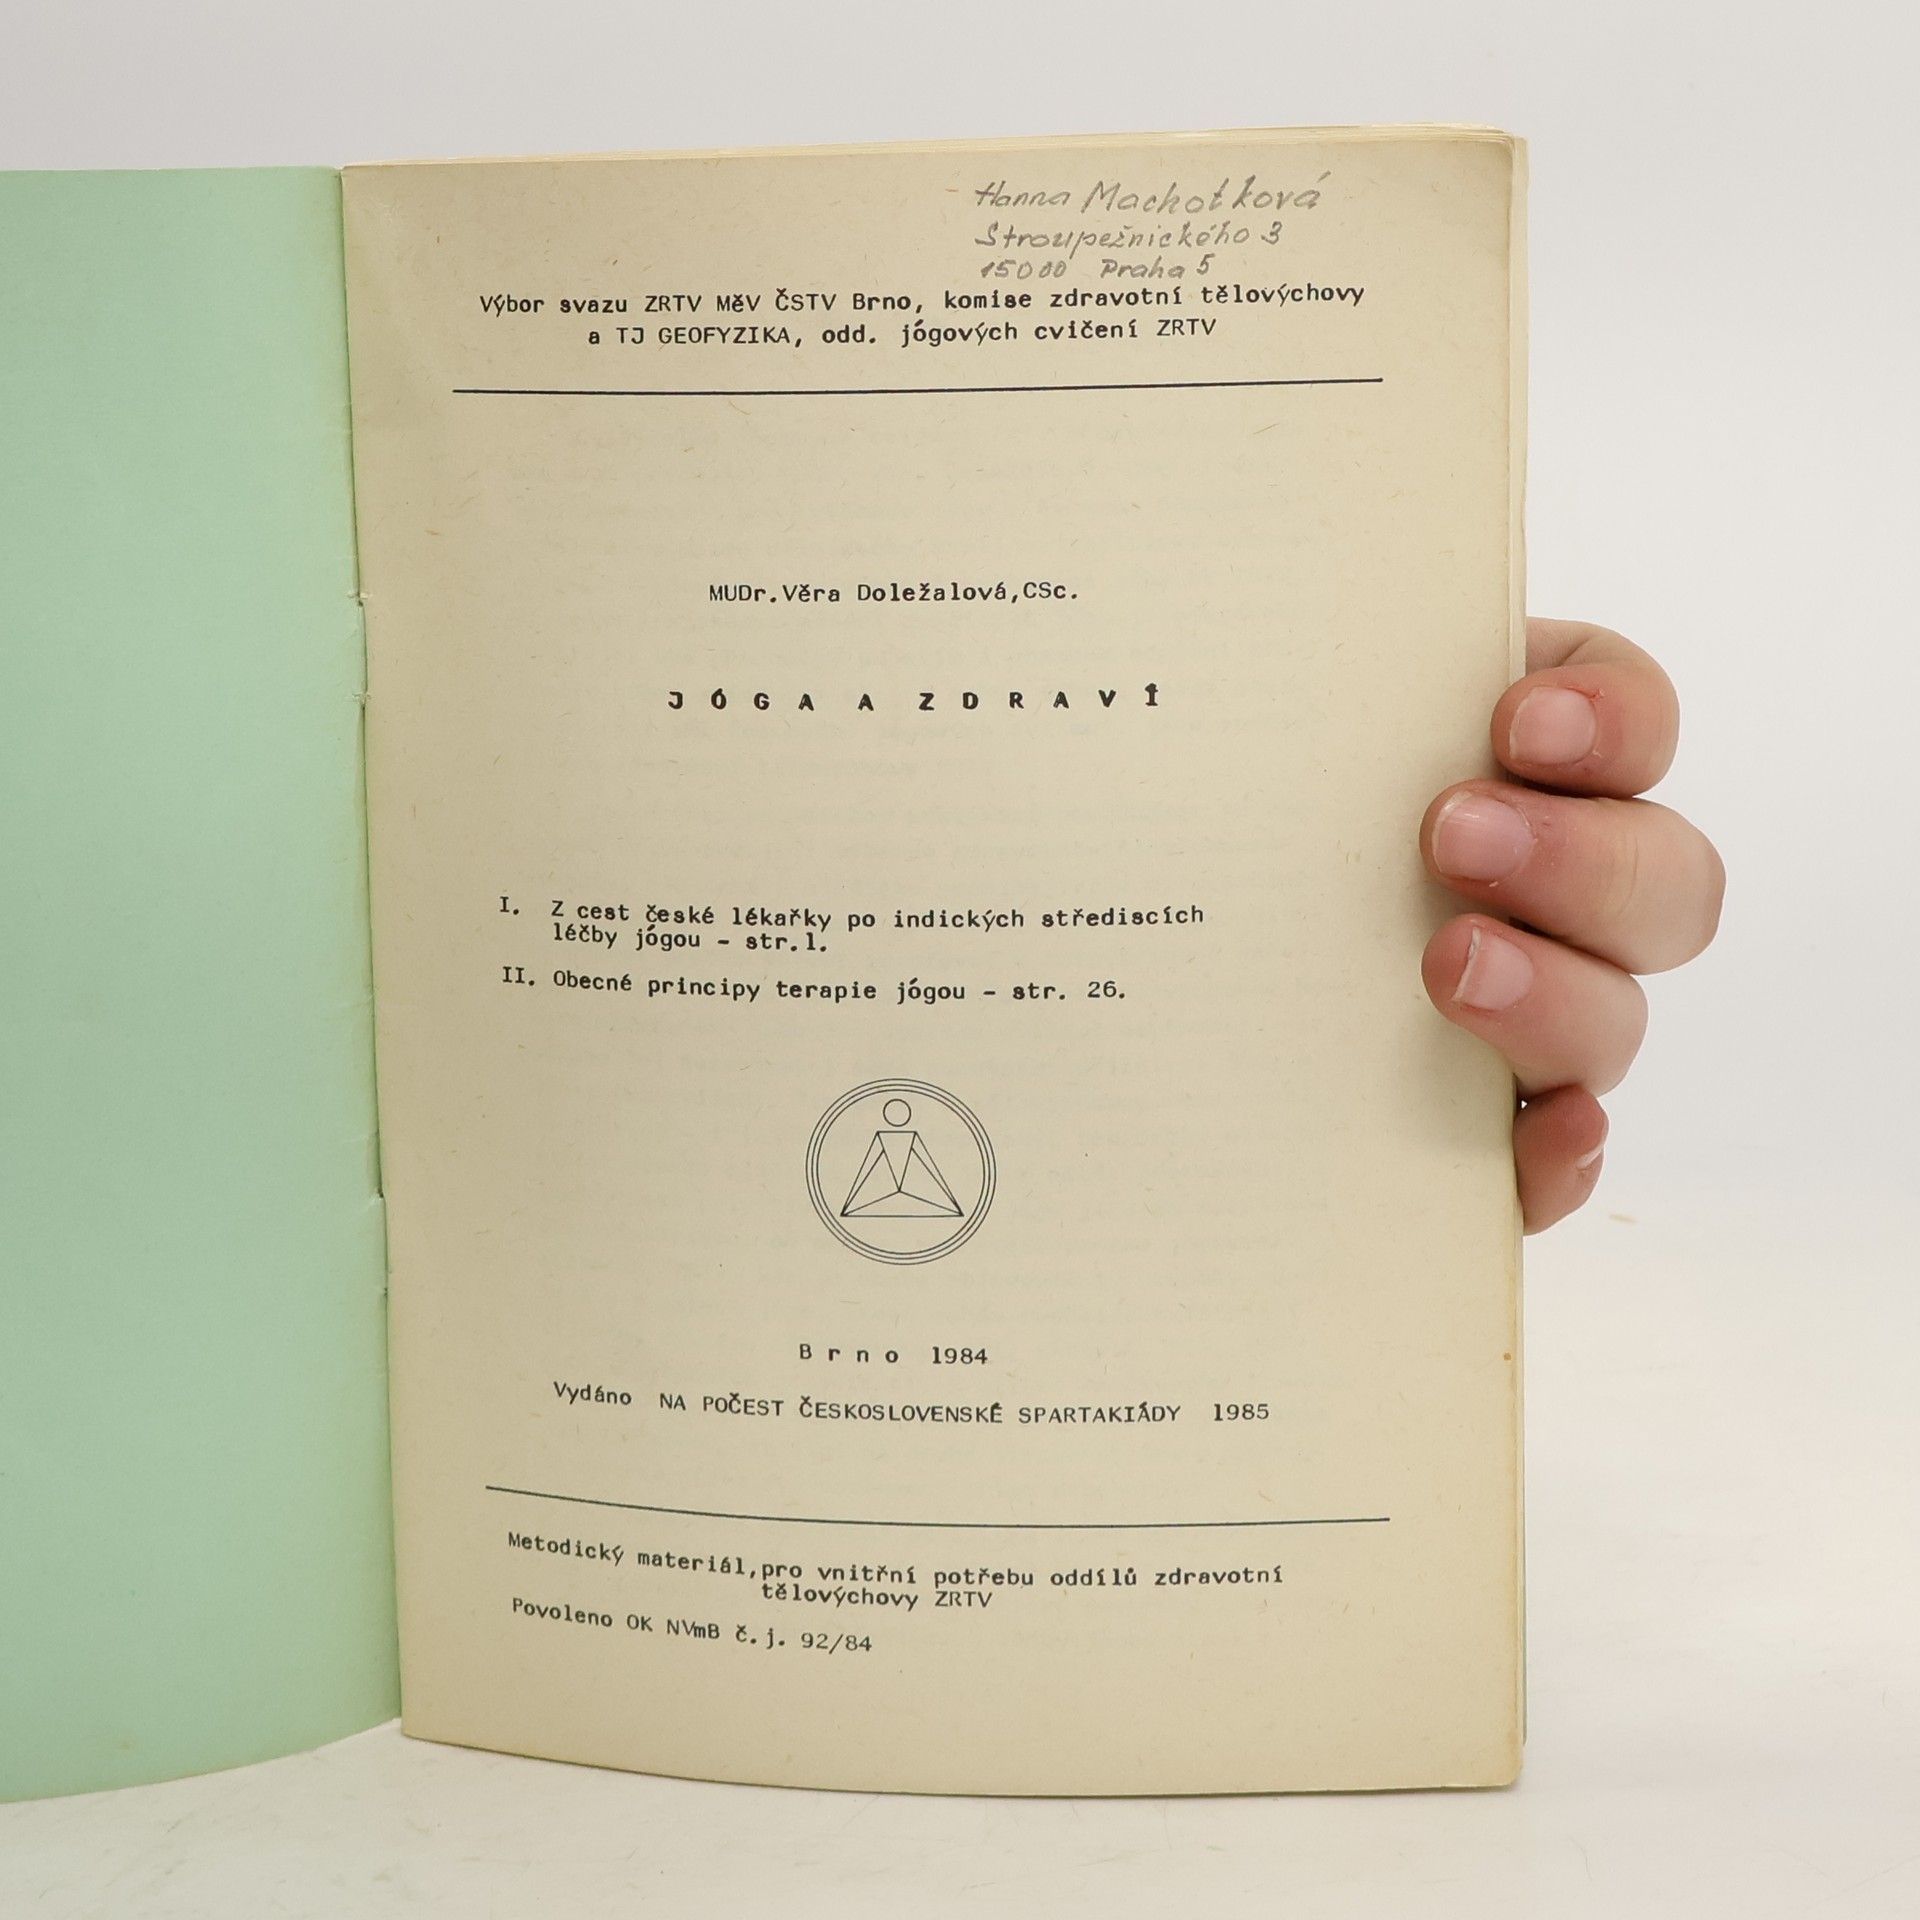 Hanna Machotková
Stroupežnického 3
15000 Praha 5
Výbor svazu ZRTV MěV ČSTV Brno, komise zdravotní tělovýchovy
a TJ GEOFYZIKA, odd. jógových cvičení ZRTV
MUDr.Věra Doležalová,CSc.
JÓGA A ZDRAVÍ
I. Z cest české lékařky po indických střediscích
léčby jógou - str.1.
II. Obecné principy terapie jógou - str. 26.
Brno 1984
Vydáno NA POČEST ČESKOSLOVENSKÉ SPARTAKIÁDY 1985
Metodický materiál,pro vnitřní potřebu oddílů zdravotní
tělovýchovy ZRTV
Povoleno OK NVmB č.j. 92/84